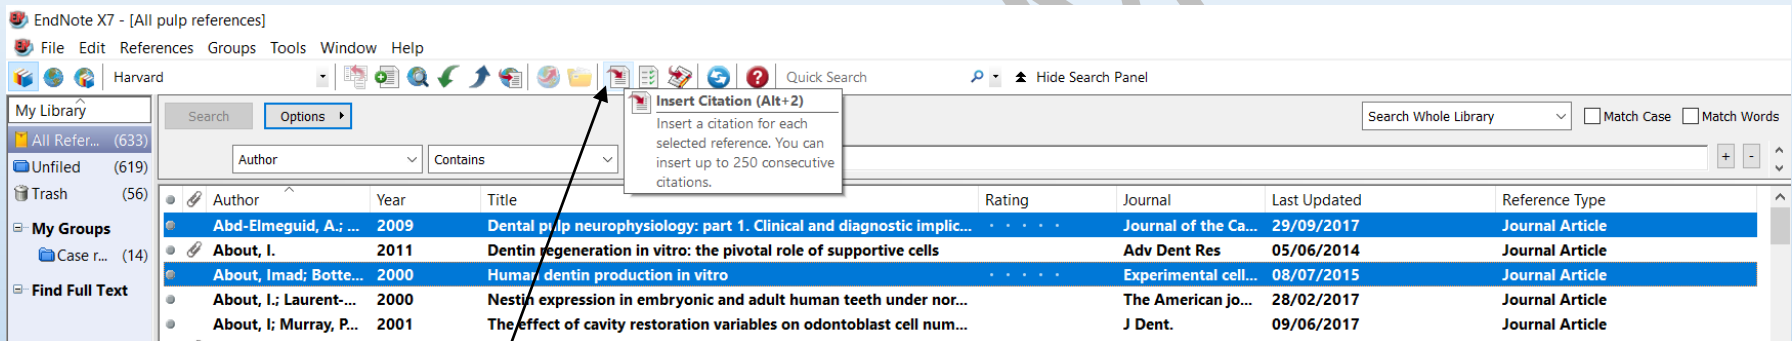 EndNote X7 - [All pulp references]
File Edit References Groups Tools Window Help
Harvard Quick Search Hide Search Panel
My Library
Search Options Search Whole Library Match Case Match Words
Author Contains + -
Insert Citation (Alt+2)
Insert a citation for each
selected reference. You can
insert up to 250 consecutive
citations.
All Refer... (633)
Unfiled (619)
Trash (56)
My Groups
Case r... (14)
Find Full Text
Author Year Title Rating Journal Last Updated Reference Type
Abd-Elmeguid, A.; ... 2009 Dental pulp neurophysiology: part 1. Clinical and diagnostic implic... Journal of the Ca... 29/09/2017 Journal Article
About, I. 2011 Dentin regeneration in vitro: the pivotal role of supportive cells Adv Dent Res 05/06/2014 Journal Article
About, Imad; Botte... 2000 Human dentin production in vitro Experimental cell... 08/07/2015 Journal Article
About, I.; Laurent-... 2000 Nestin expression in embryonic and adult human teeth under nor... The American jo... 28/02/2017 Journal Article
About, I; Murray, P... 2001 The effect of cavity restoration variables on odontoblast cell num... J Dent. 09/06/2017 Journal Article